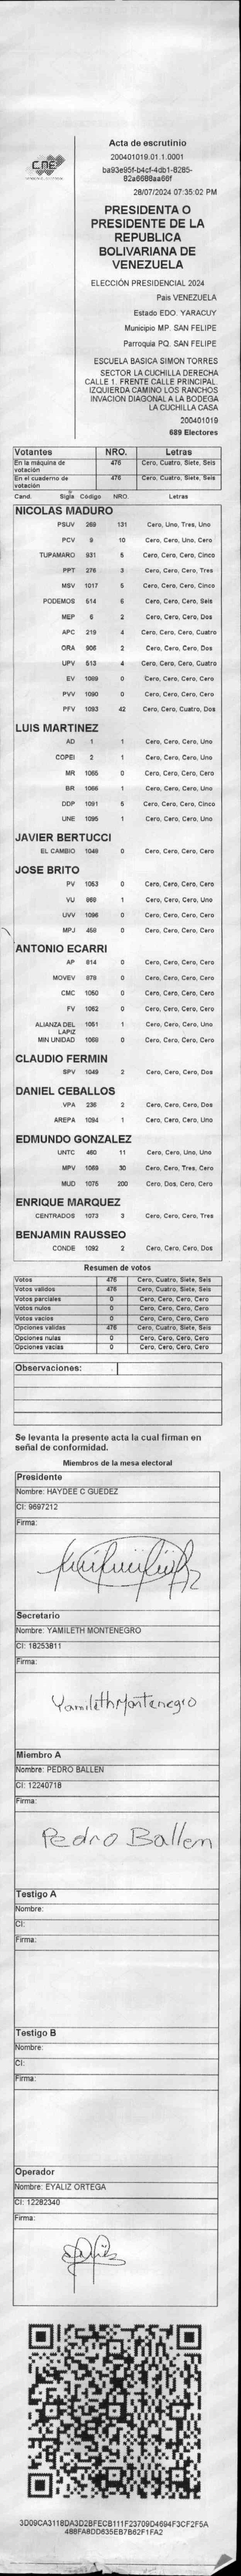 CNE
Acta de escrutinio
200401019.01.1.0001
ba93e95f-b4cf-4db1-8285-
82a6688aa66f
28/07/2024 07:35:02 PM
PRESIDENTA O
PRESIDENTE DE LA
REPUBLICA
BOLIVARIANA DE
VENEZUELA
ELECCIÓN PRESIDENCIAL 2024
Pais VENEZUELA
Estado EDO. YARACUY
Municipio MP. SAN FELIPE
Parroquia PQ. SAN FELIPE
ESCUELA BASICA SIMON TORRES
SECTOR LA CUCHILLA DERECHA
CALLE 1. FRENTE CALLE PRINCIPAL.
IZQUIERDA CAMINO LOS RANCHOS
INVACION DIAGONAL A LA BODEGA
LA CUCHILLA CASA
200401019
689 Electores
Votantes NRO. Letras
En la máquina de votación 476 Cero, Cuatro, Siete, Seis
En el cuaderno de votación 476 Cero, Cuatro, Siete, Seis
Cand. Sigla Código NRO. Letras
NICOLAS MADURO
PSUV 269 131 Cero, Uno, Tres, Uno
PCV 9 10 Cero, Cero, Uno, Cero
TUPAMARO 931 5 Cero, Cero, Cero, Cinco
PPT 276 3 Cero, Cero, Cero, Tres
MSV 1017 5 Cero, Cero, Cero, Cinco
PODEMOS 514 6 Cero, Cero, Cero, Seis
MEP 6 2 Cero, Cero, Cero, Dos
APC 219 4 Cero, Cero, Cero, Cuatro
ORA 906 2 Cero, Cero, Cero, Dos
UPV 513 4 Cero, Cero, Cero, Cuatro
EV 1089 0 Cero, Cero, Cero, Cero
PVV 1090 0 Cero, Cero, Cero, Cero
PFV 1093 42 Cero, Cero, Cuatro, Dos
LUIS MARTINEZ
AD 1 1 Cero, Cero, Cero, Uno
COPEI 2 1 Cero, Cero, Cero, Uno
MR 1065 0 Cero, Cero, Cero, Cero
BR 1066 1 Cero, Cero, Cero, Uno
DDP 1091 5 Cero, Cero, Cero, Cinco
UNE 1095 1 Cero, Cero, Cero, Uno
JAVIER BERTUCCI
EL CAMBIO 1048 0 Cero, Cero, Cero, Cero
JOSE BRITO
PV 1053 0 Cero, Cero, Cero, Cero
VU 969 1 Cero, Cero, Cero, Uno
UVV 1096 0 Cero, Cero, Cero, Cero
MPJ 458 0 Cero, Cero, Cero, Cero
ANTONIO ECARRI
AP 814 0 Cero, Cero, Cero, Cero
MOVEV 979 0 Cero, Cero, Cero, Cero
CMC 1050 0 Cero, Cero, Cero, Cero
FV 1062 0 Cero, Cero, Cero, Cero
ALIANZA DEL LAPIZ 1051 1 Cero, Cero, Cero, Uno
MIN UNIDAD 1068 0 Cero, Cero, Cero, Cero
CLAUDIO FERMIN
SPV 1049 2 Cero, Cero, Cero, Dos
DANIEL CEBALLOS
VPA 236 2 Cero, Cero, Cero, Dos
AREPA 1094 1 Cero, Cero, Cero, Uno
EDMUNDO GONZALEZ
UNTC 460 11 Cero, Cero, Uno, Uno
MPV 1069 30 Cero, Cero, Tres, Cero
MUD 1075 200 Cero, Dos, Cero, Cero
ENRIQUE MARQUEZ
CENTRADOS 1073 3 Cero, Cero, Cero, Tres
BENJAMIN RAUSSEO
CONDE 1092 2 Cero, Cero, Cero, Dos
Resumen de votos
Votos 476 Cero, Cuatro, Siete, Seis
Votos validos 476 Cero, Cuatro, Siete, Seis
Votos parciales 0 Cero, Cero, Cero, Cero
Votos nulos 0 Cero, Cero, Cero, Cero
Votos vacios 0 Cero, Cero, Cero, Cero
Opciones validas 476 Cero, Cuatro, Siete, Seis
Opciones nulas 0 Cero, Cero, Cero, Cero
Opciones vacias 0 Cero, Cero, Cero, Cero
Observaciones:
Se levanta la presente acta la cual firman en
señal de conformidad.
Miembros de la mesa electoral
Presidente
Nombre: HAYDEE C GUEDEZ
CI: 9697212
Firma:
Secretario
Nombre: YAMILETH MONTENEGRO
CI: 18253811
Firma:
Yamileth Montenegro
Miembro A
Nombre: PEDRO BALLEN
CI: 12240718
Firma:
Pedro Ballen
Testigo A
Nombre:
CI:
Firma:
Testigo B
Nombre:
CI:
Firma:
Operador
Nombre: EYALIZ ORTEGA
CI: 12282340
Firma:
3D09CA3118DA3D2BFECB111F23709D4694F3CF2F5A
488FA8DD635EB7B62F1FA2